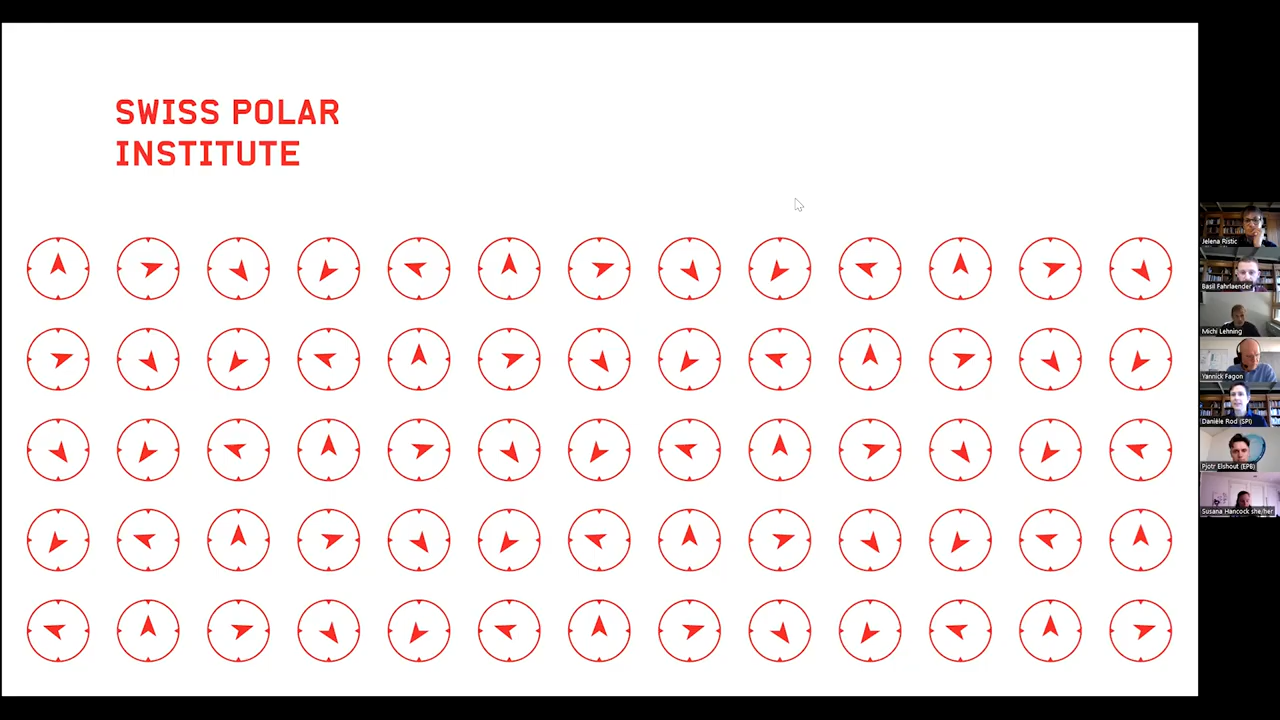 SWISS POLAR
INSTITUTE
Jelena Ristic
Basil Fahrlaender
Michi Lehning
Yannick Fagon
Danièle Rod (SPI)
Pjotr Elshout (EPB)
Susana Hancock she/her